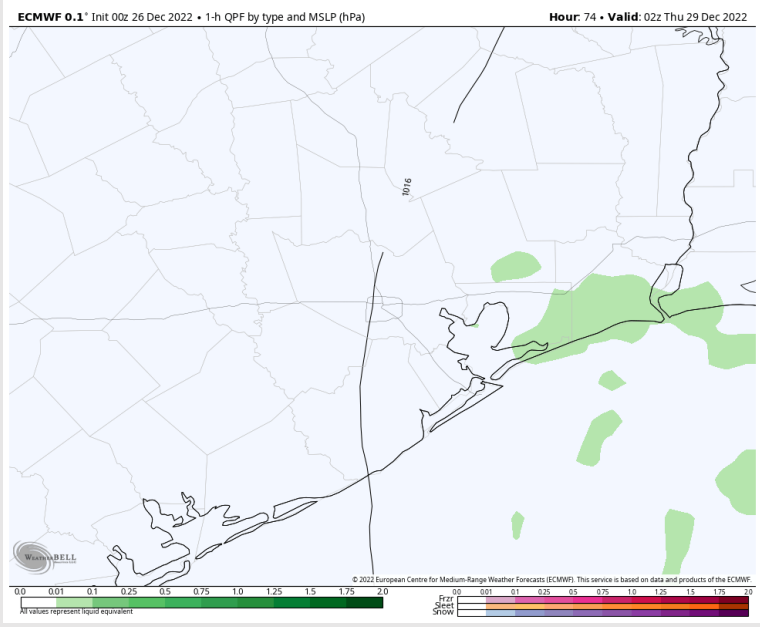 ECMWF 0.1° Init 00z 26 Dec 2022 • 1-h QPF by type and MSLP (hPa)
Hour: 74 • Valid: 02z Thu 29 Dec 2022
1016
WEATHERBELL
© 2022 European Centre for Medium-Range Weather Forecasts (ECMWF). This service is based on data and products of the ECMWF.
0.0 0.01 0.1 0.25 0.5 0.75 1.0 1.25 1.5 1.75 2.0
All values represent liquid equivalent
0.0 0.01 0.1 0.25 0.5 0.75 1.0 1.25 1.5 1.75 2.0
Frzr
Sleet
Snow